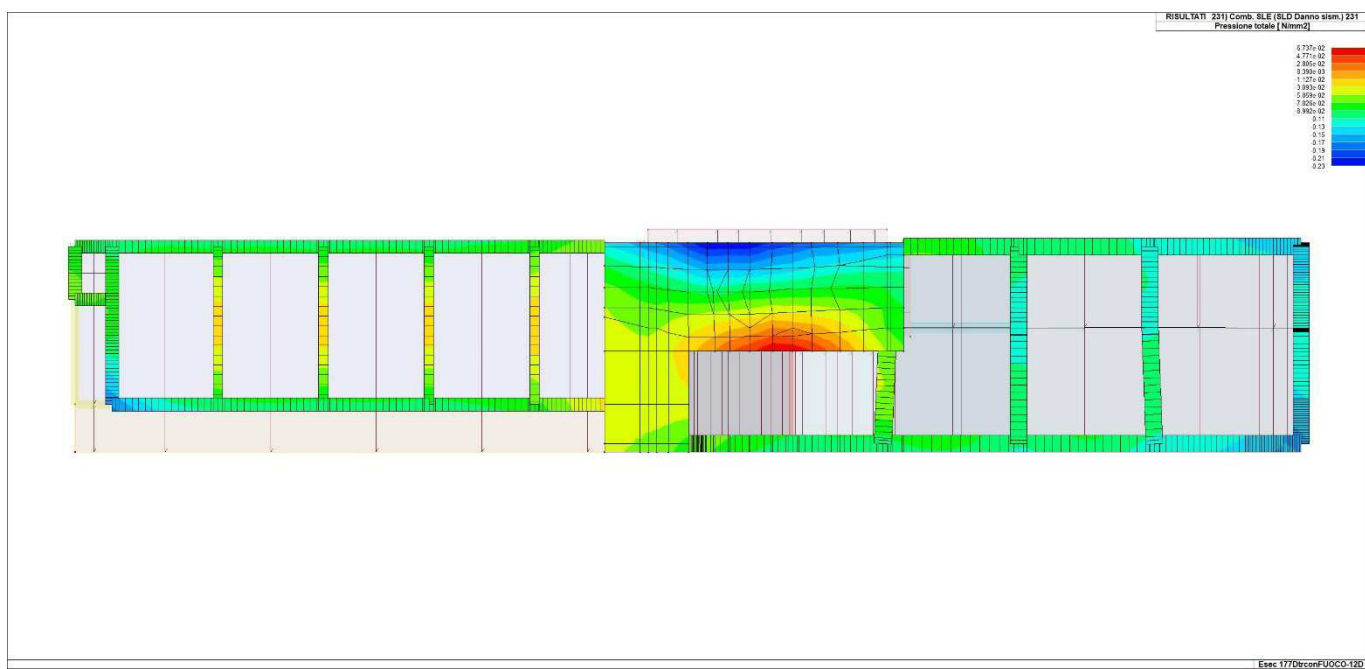 RISULTATI 231) Comb. SLE (SLD Danno sism.) 231
Pressione totale [ N/mm2]
6.737e-02
4.771e-02
2.805e-02
8.390e-03
1.127e-02
3.093e-02
5.059e-02
7.026e-02
8.992e-02
-0.11
-0.13
-0.15
-0.17
-0.19
-0.21
-0.23
Esec 177DtrconFUOCO-12D